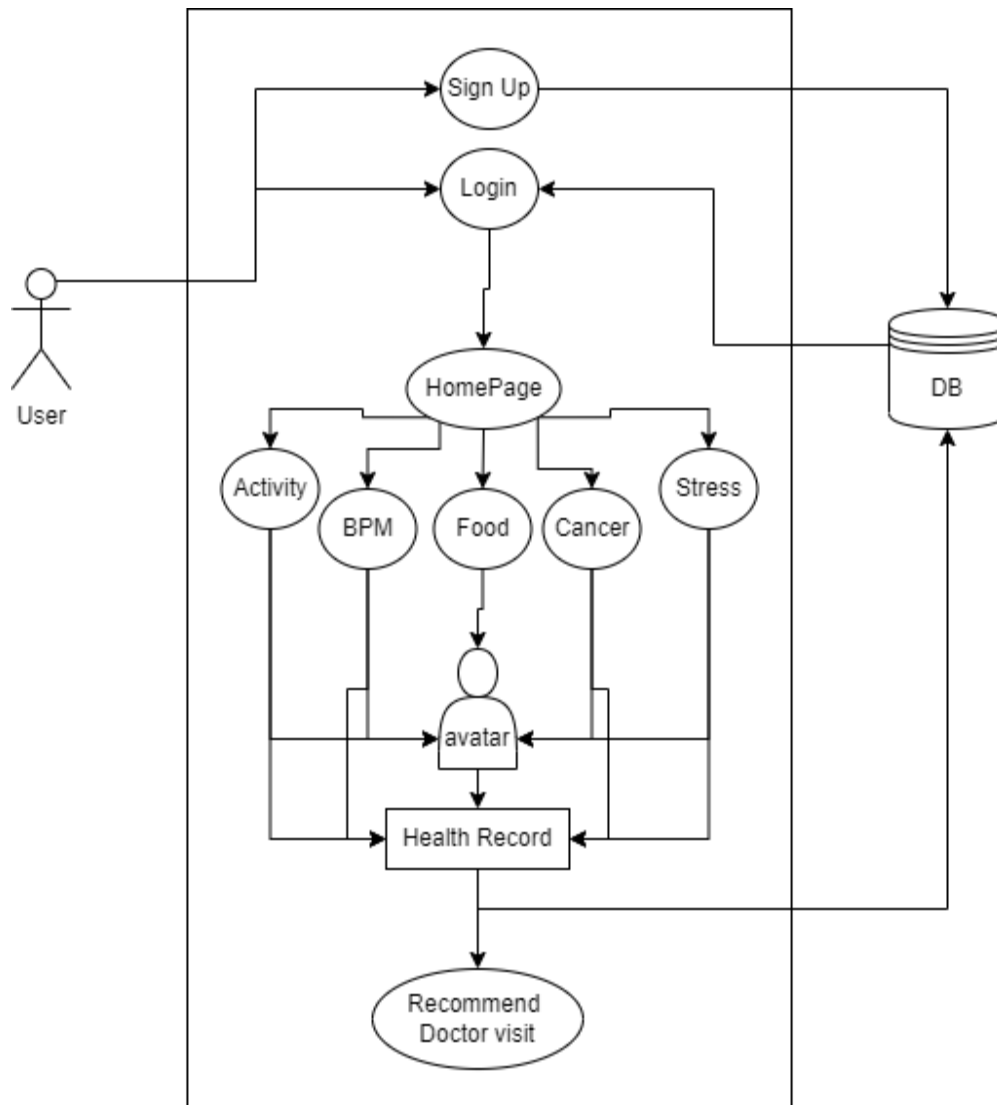 Sign Up
Login
User
HomePage
DB
Activity
BPM
Food
Cancer
Stress
avatar
Health Record
Recommend
Doctor visit